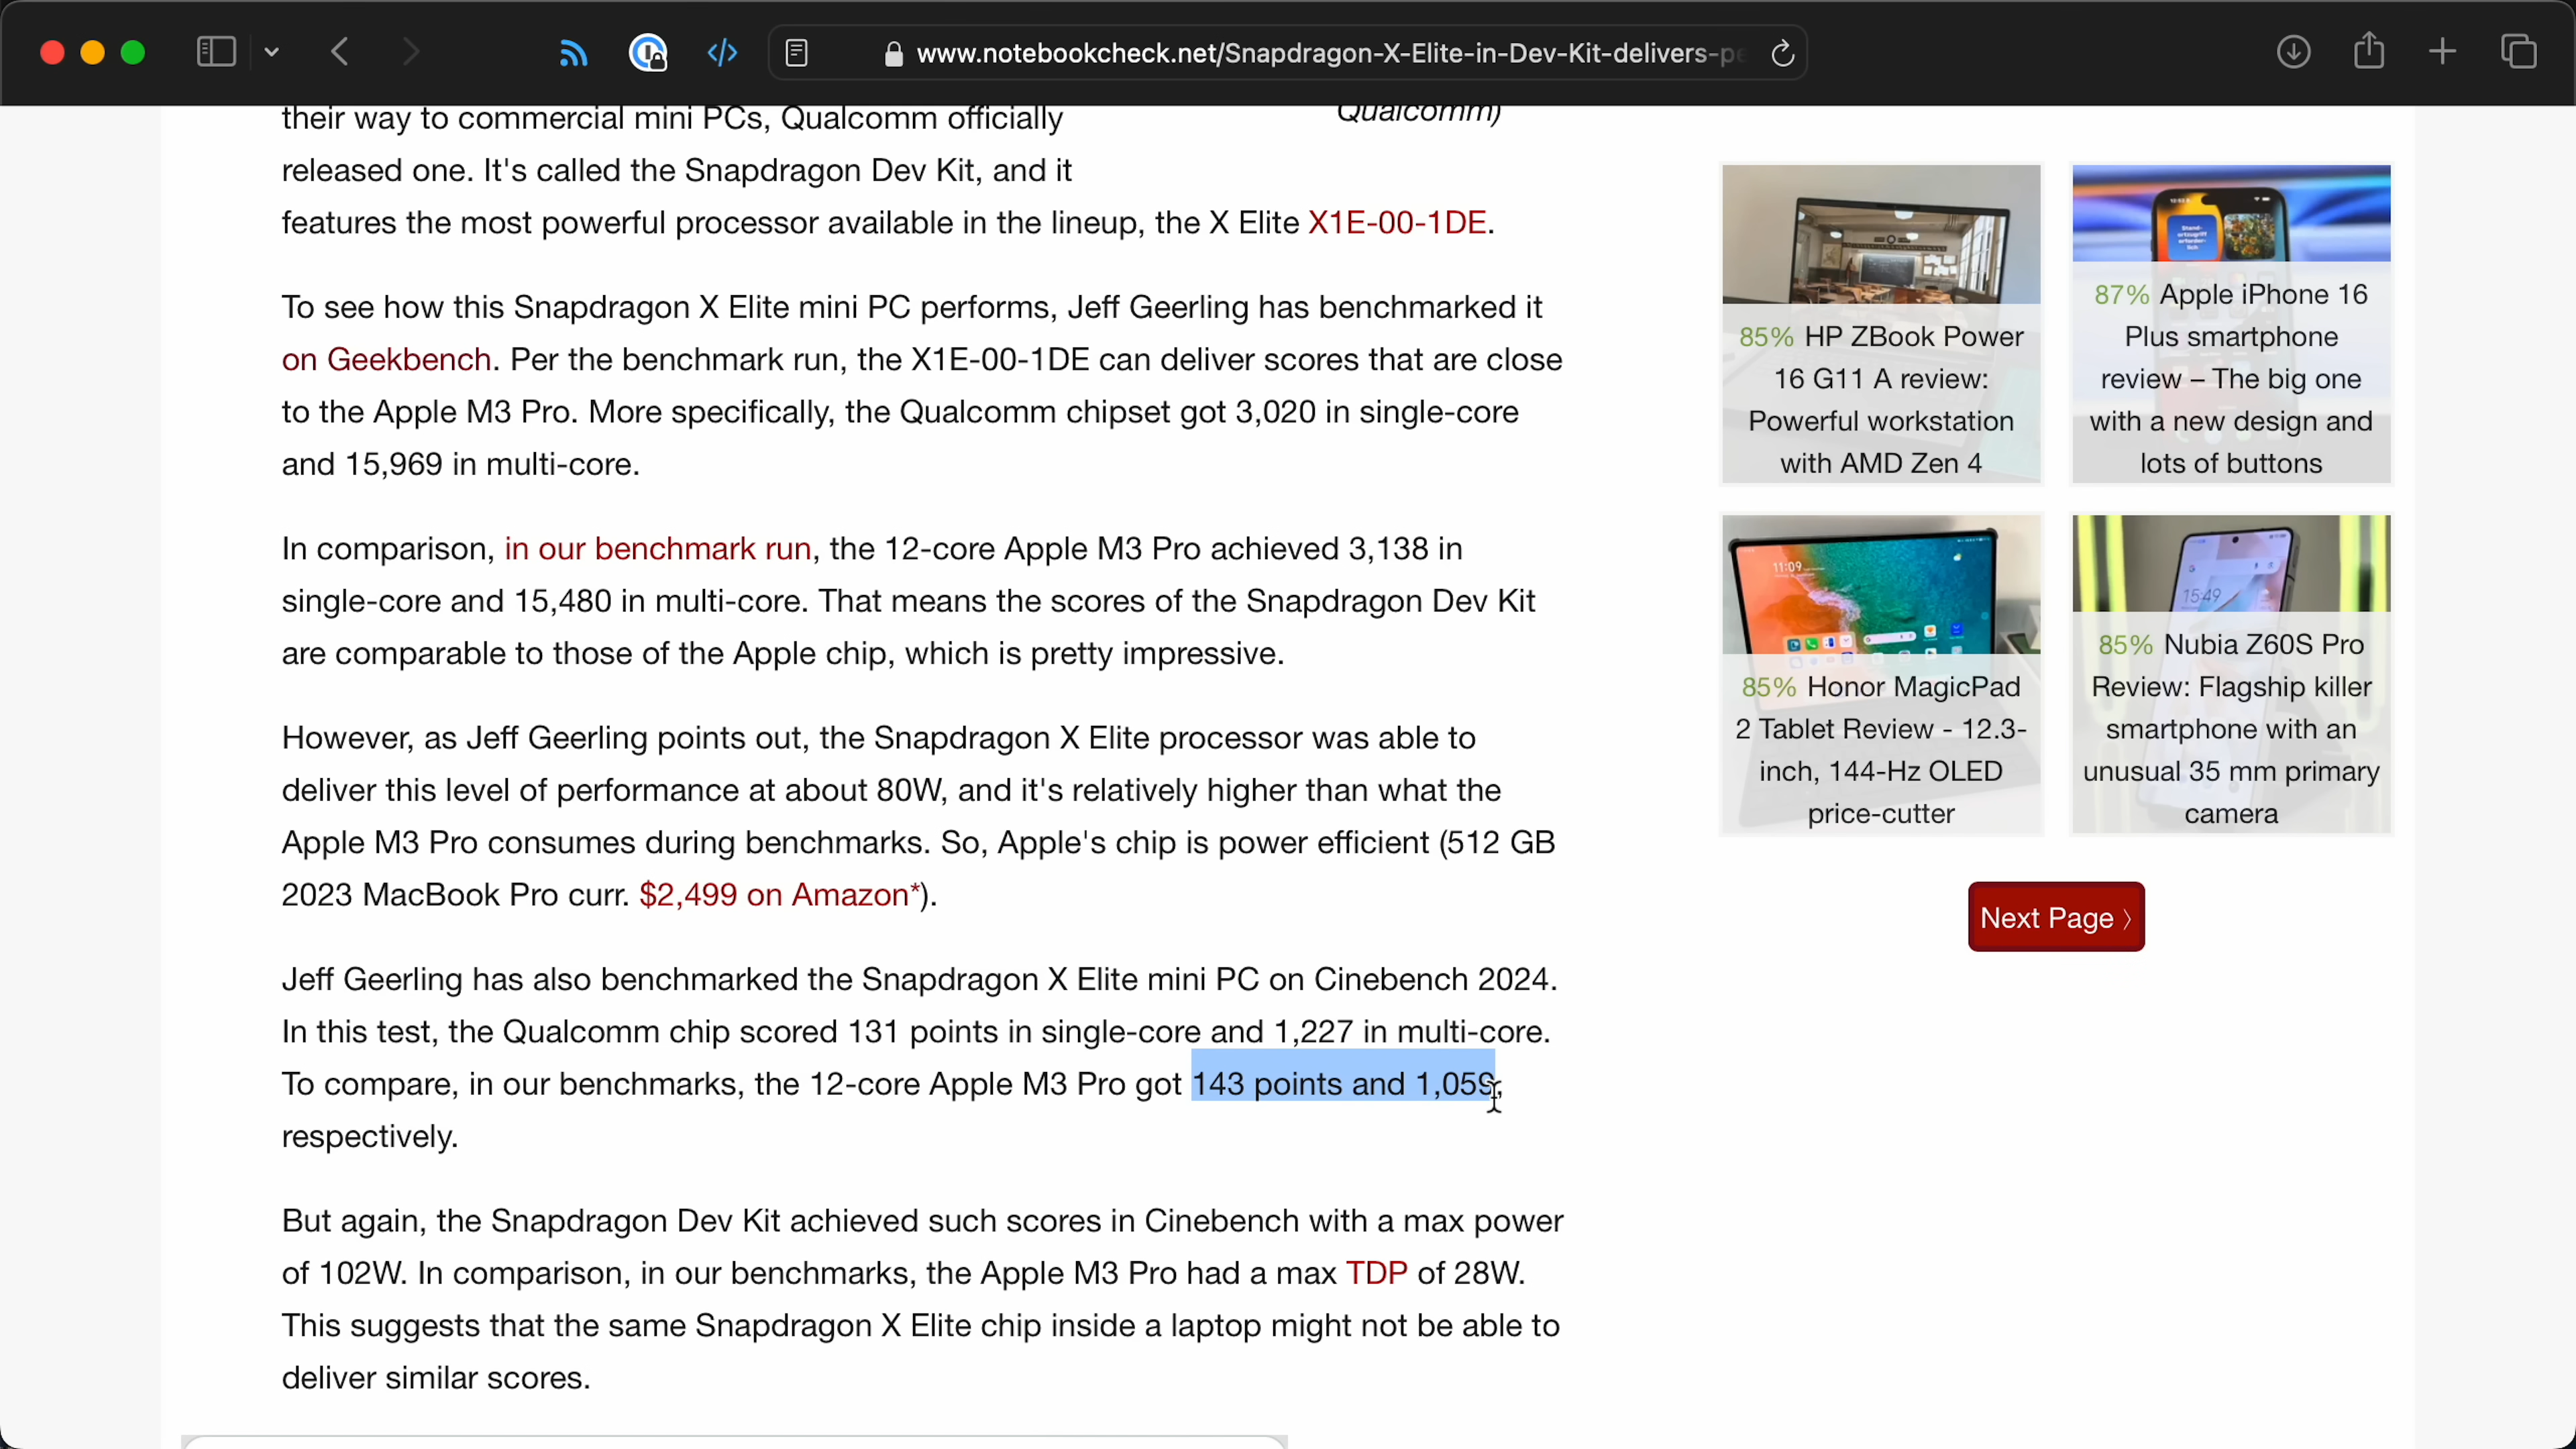 www.notebookcheck.net/Snapdragon-X-Elite-in-Dev-Kit-delivers-pe
their way to commercial mini PCs, Qualcomm officially
released one. It's called the Snapdragon Dev Kit, and it
features the most powerful processor available in the lineup, the X Elite X1E-00-1DE.
To see how this Snapdragon X Elite mini PC performs, Jeff Geerling has benchmarked it
on Geekbench. Per the benchmark run, the X1E-00-1DE can deliver scores that are close
to the Apple M3 Pro. More specifically, the Qualcomm chipset got 3,020 in single-core
and 15,969 in multi-core.
In comparison, in our benchmark run, the 12-core Apple M3 Pro achieved 3,138 in
single-core and 15,480 in multi-core. That means the scores of the Snapdragon Dev Kit
are comparable to those of the Apple chip, which is pretty impressive.
However, as Jeff Geerling points out, the Snapdragon X Elite processor was able to
deliver this level of performance at about 80W, and it's relatively higher than what the
Apple M3 Pro consumes during benchmarks. So, Apple's chip is power efficient (512 GB
2023 MacBook Pro curr. $2,499 on Amazon*).
Jeff Geerling has also benchmarked the Snapdragon X Elite mini PC on Cinebench 2024.
In this test, the Qualcomm chip scored 131 points in single-core and 1,227 in multi-core.
To compare, in our benchmarks, the 12-core Apple M3 Pro got 143 points and 1,059,
respectively.
But again, the Snapdragon Dev Kit achieved such scores in Cinebench with a max power
of 102W. In comparison, in our benchmarks, the Apple M3 Pro had a max TDP of 28W.
This suggests that the same Snapdragon X Elite chip inside a laptop might not be able to
deliver similar scores.
Qualcomm)
85% HP ZBook Power
16 G11 A review:
Powerful workstation
with AMD Zen 4
Stand-
ortzugriff
erforder-
lich
87% Apple iPhone 16
Plus smartphone
review – The big one
with a new design and
lots of buttons
11:09
85% Honor MagicPad
2 Tablet Review - 12.3-
inch, 144-Hz OLED
price-cutter
15:49
85% Nubia Z60S Pro
Review: Flagship killer
smartphone with an
unusual 35 mm primary
camera
Next Page 〉